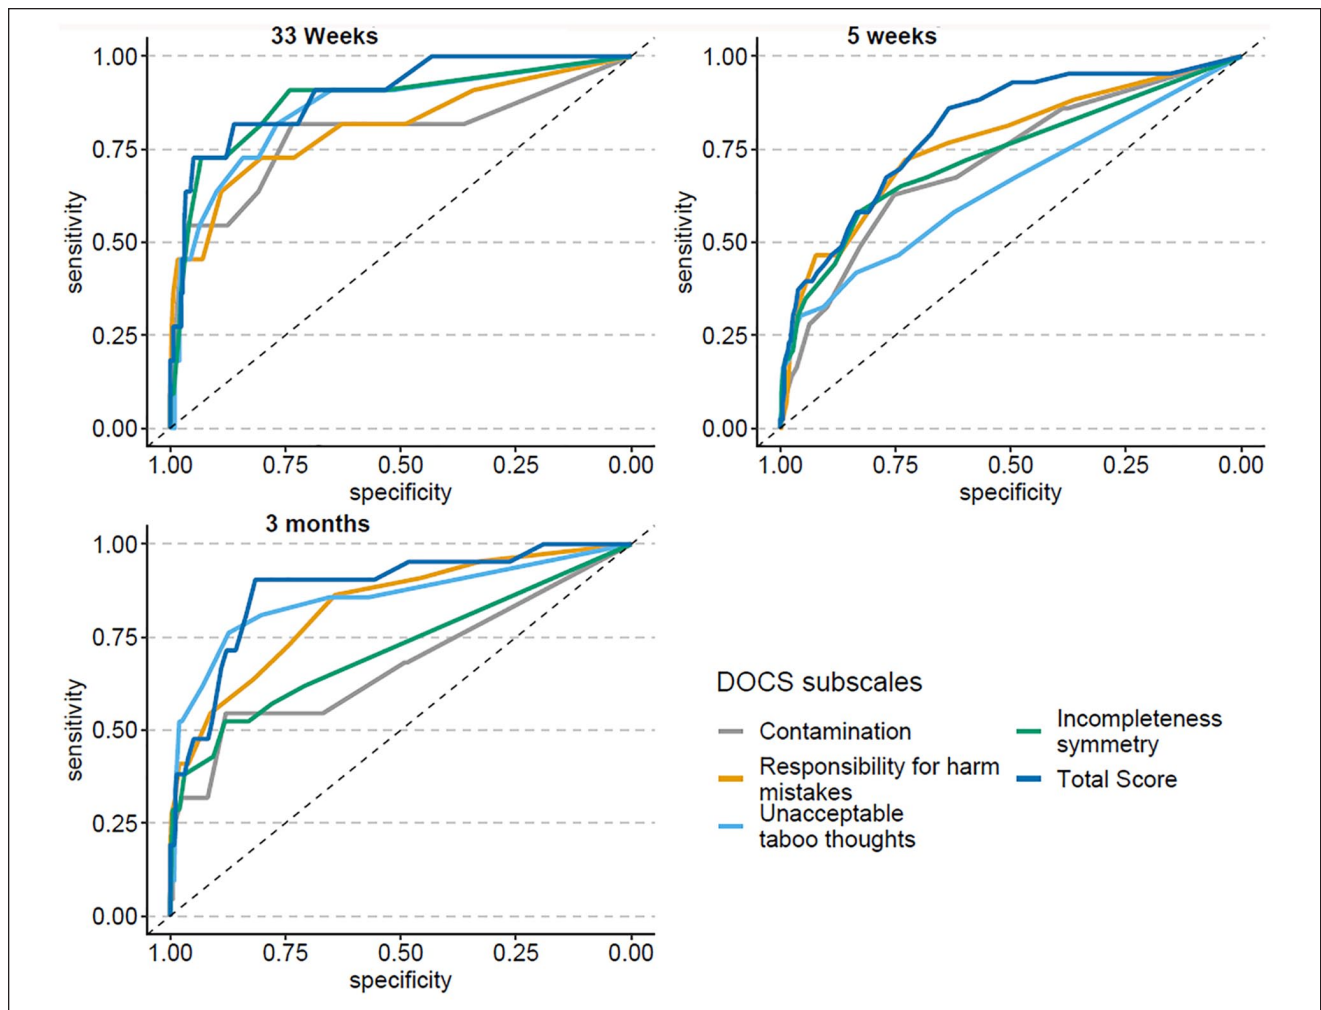 33 Weeks
1.00
0.75
0.50
0.25
0.00
sensitivity
1.00 0.75 0.50 0.25 0.00
specificity
5 weeks
1.00
0.75
0.50
0.25
0.00
sensitivity
1.00 0.75 0.50 0.25 0.00
specificity
3 months
1.00
0.75
0.50
0.25
0.00
sensitivity
1.00 0.75 0.50 0.25 0.00
specificity
DOCS subscales
Contamination
Responsibility for harm
mistakes
Unacceptable
taboo thoughts
Incompleteness
symmetry
Total Score